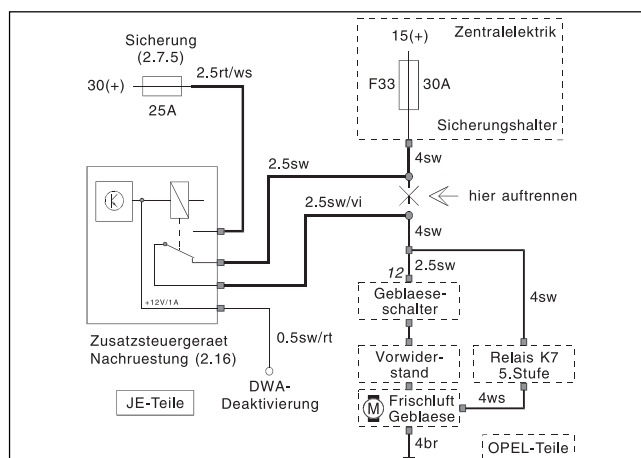 Sicherung
(2.7.5)
30(+)
25A
2.5rt/ws
15(+)
Zentralelektrik
F33
30A
Sicherungshalter
4sw
2.5sw
hier auftrennen
2.5sw/vi
4sw
12
2.5sw
4sw
+12V/1A
Geblaese-
schalter
0.5sw/rt
Zusatzsteuergeraet
Nachruestung (2.16)
DWA-
Deaktivierung
JE-Teile
Vorwider-
stand
Relais K7
5.Stufe
M
Frischluft
Geblaese
4ws
4br
OPEL-Teile